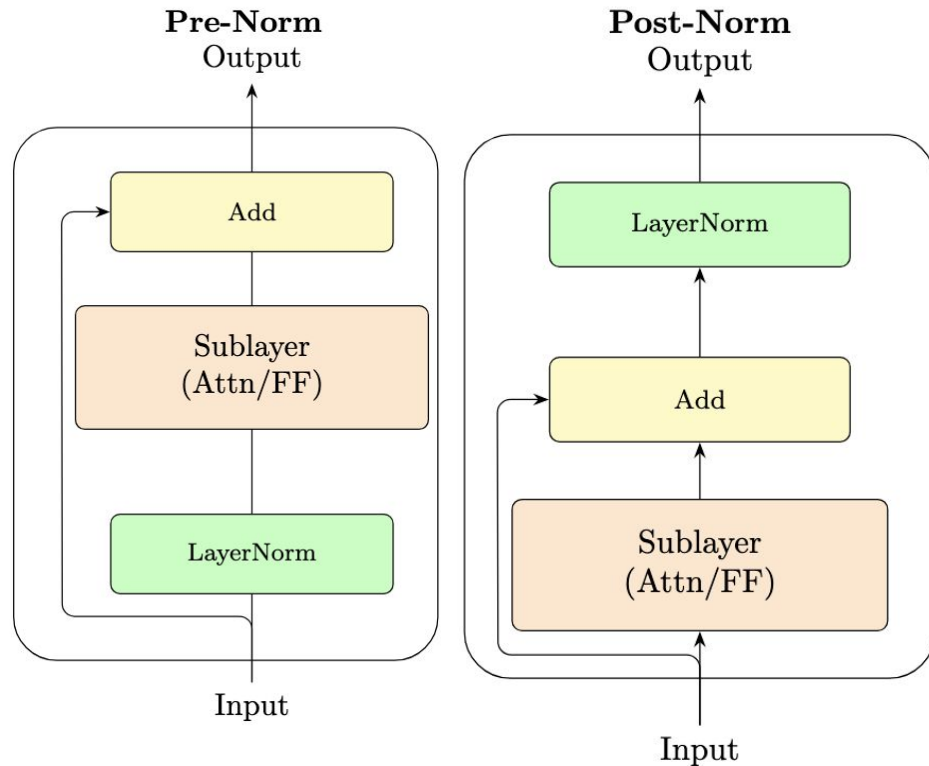 Pre-Norm
Output
Add
Sublayer
(Attn/FF)
LayerNorm
Input
Post-Norm
Output
LayerNorm
Add
Sublayer
(Attn/FF)
Input